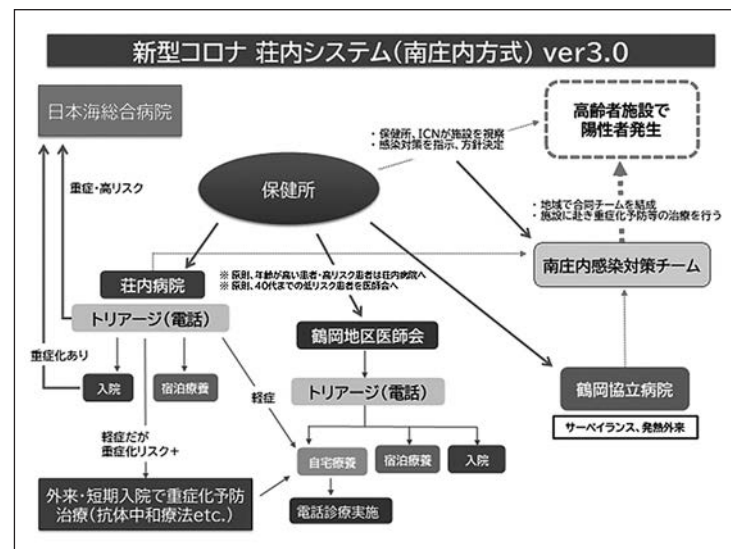 新型コロナ 荘内システム(南庄内方式) ver3.0
日本海総合病院
高齢者施設で
陽性者発生
・保健所、ICNが施設を視察
・感染対策を指示、方針決定
重症・高リスク
保健所
・地域で合同チームを結成
・施設に赴き重症化予防等の治療を行う
※ 原則、年齢が高い患者・高リスク患者は荘内病院へ
※ 原則、40代までの低リスク患者を医師会へ
荘内病院
南庄内感染対策チーム
トリアージ(電話)
鶴岡地区医師会
重症化あり
入院
宿泊療養
軽症
トリアージ(電話)
鶴岡協立病院
サーベイランス、発熱外来
軽症だが
重症化リスク+
自宅療養
宿泊療養
入院
外来・短期入院で重症化予防
治療(抗体中和療法etc.)
電話診療実施